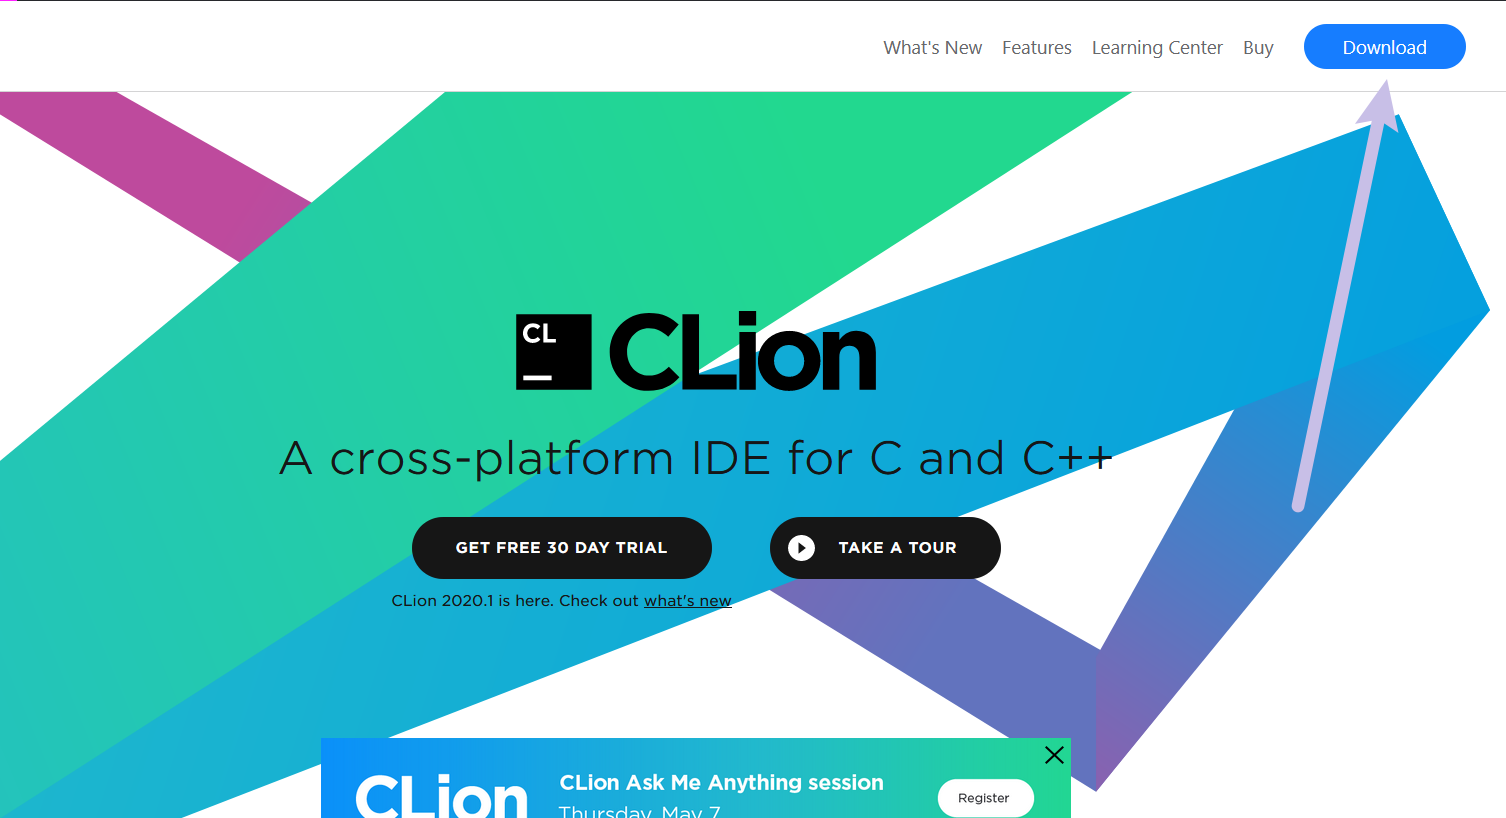 What's New Features Learning Center Buy Download
CL
CLion
A cross-platform IDE for C and C++
GET FREE 30 DAY TRIAL
TAKE A TOUR
CLion 2020.1 is here. Check out what's new
CLion
CLion Ask Me Anything session
Thursday, May 7
Register